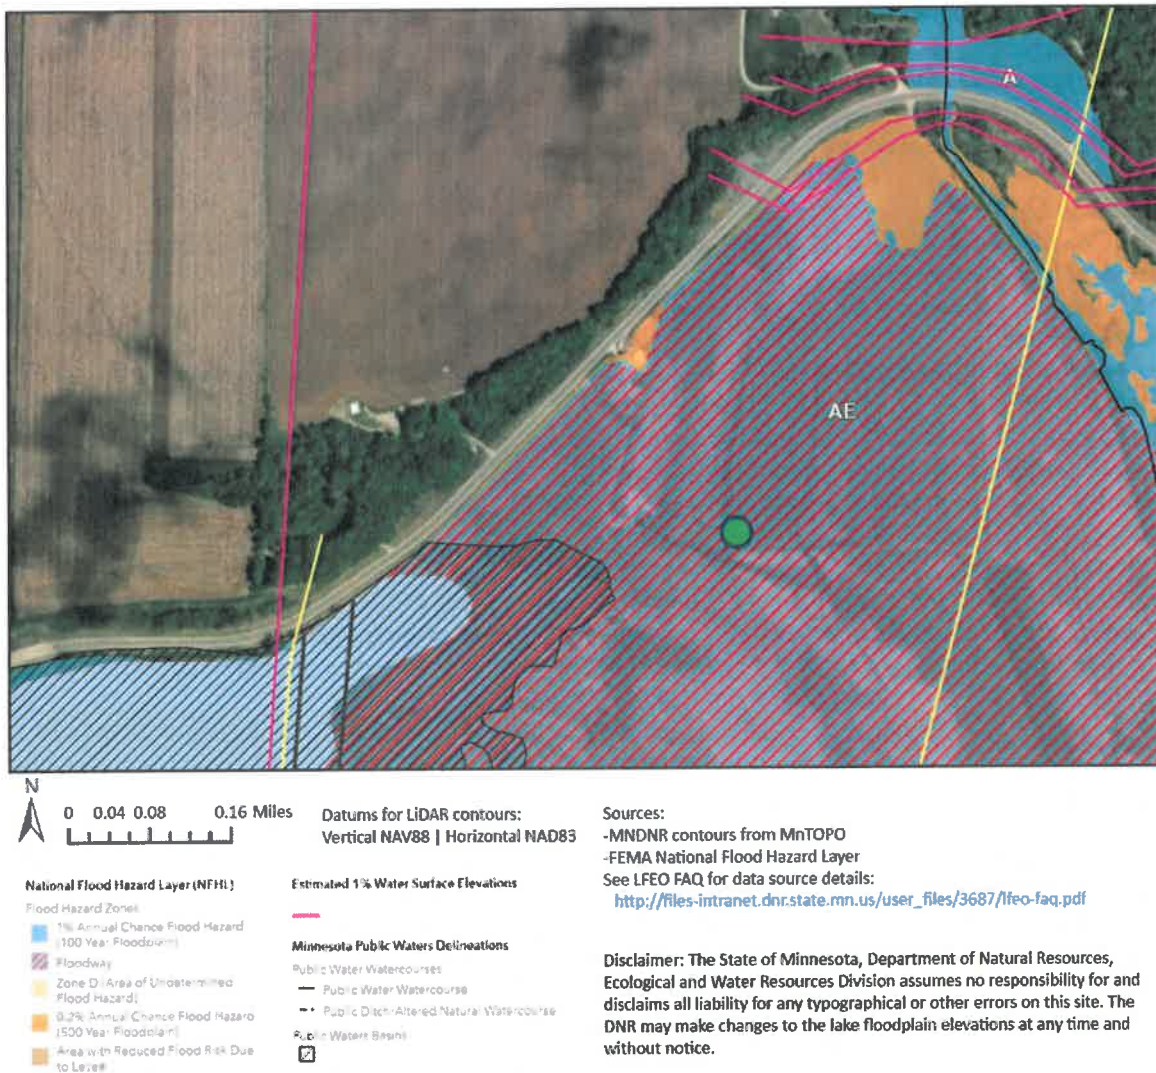 A
AE
N
0 0.04 0.08 0.16 Miles
Datums for LiDAR contours:
Vertical NAV88 | Horizontal NAD83
Sources:
-MNDNR contours from MnTOPO
-FEMA National Flood Hazard Layer
See LFEO FAQ for data source details:
http://files-intranet.dnr.state.mn.us/user_files/3687/lfeo-faq.pdf
National Flood Hazard Layer (NFHL)
Flood Hazard Zones
1% Annual Chance Flood Hazard
(100 Year Floodplain)
Floodway
Zone D (Area of Undetermined
Flood Hazard)
0.2% Annual Chance Flood Hazard
(500 Year Floodplain)
Area with Reduced Flood Risk Due
to Levee
Estimated 1% Water Surface Elevations
Minnesota Public Waters Delineations
Public Water Watercourses
Public Water Watercourse
Public Ditch/Altered Natural Watercourse
Public Waters Basins
Disclaimer: The State of Minnesota, Department of Natural Resources,
Ecological and Water Resources Division assumes no responsibility for and
disclaims all liability for any typographical or other errors on this site. The
DNR may make changes to the lake floodplain elevations at any time and
without notice.